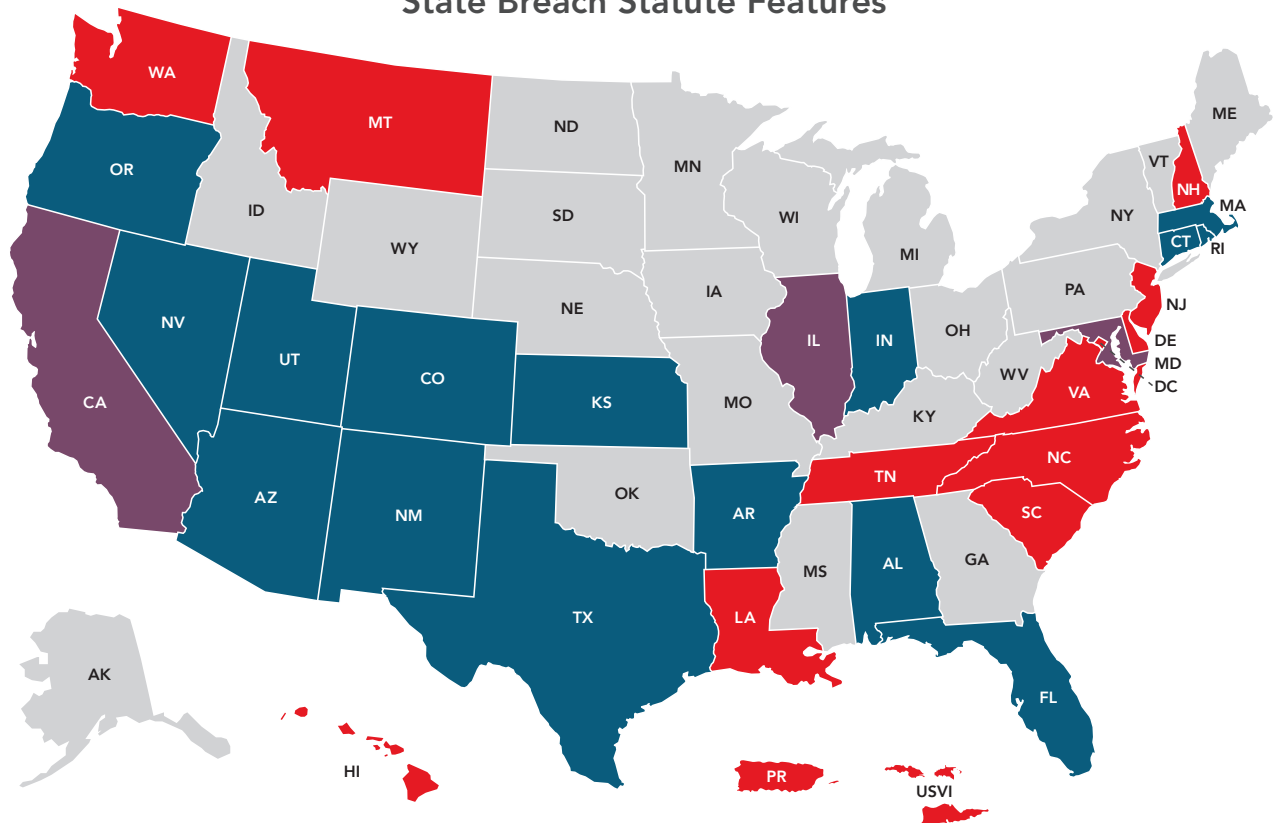 State Breach Statute Features
WA
MT
ND
MN
ME
VT
NH
OR
ID
SD
WI
MI
NY
MA
CT
RI
WY
IA
PA
NE
NJ
NV
UT
CO
KS
MO
IL
IN
OH
WV
DE
MD
DC
VA
CA
KY
NC
TN
AZ
NM
OK
AR
SC
MS
AL
GA
TX
LA
FL
AK
HI
PR
USVI